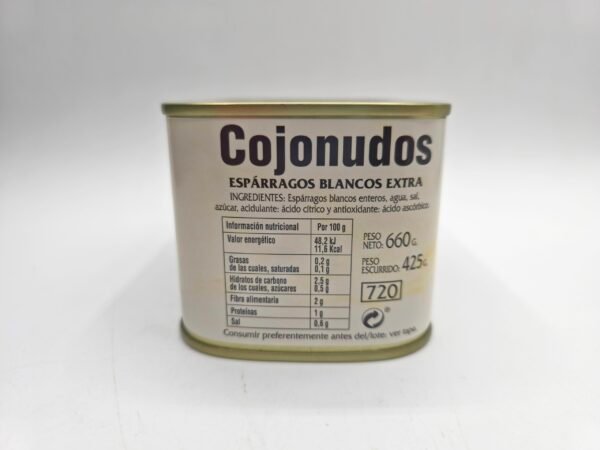 Cojonudos
ESPÁRRAGOS BLANCOS EXTRA
INGREDIENTES: Espárragos blancos enteros, agua, sal,
azúcar, acidulante: ácido cítrico y antioxidante: ácido ascórbico.
Información nutricional Por 100 g
Valor energético 48,2 kJ
11,6 Kcal
Grasas 0,2 g
de las cuales, saturadas 0,1 g
Hidratos de carbono 2,5 g
de los cuales, azúcares 0,5 g
Fibra alimentaria 2 g
Proteínas 1 g
Sal 0,6 g
PESO
NETO: 660 G.
PESO
ESCURRIDO: 425 G.
720
Consumir preferentemente antes del/lote: ver tapa.